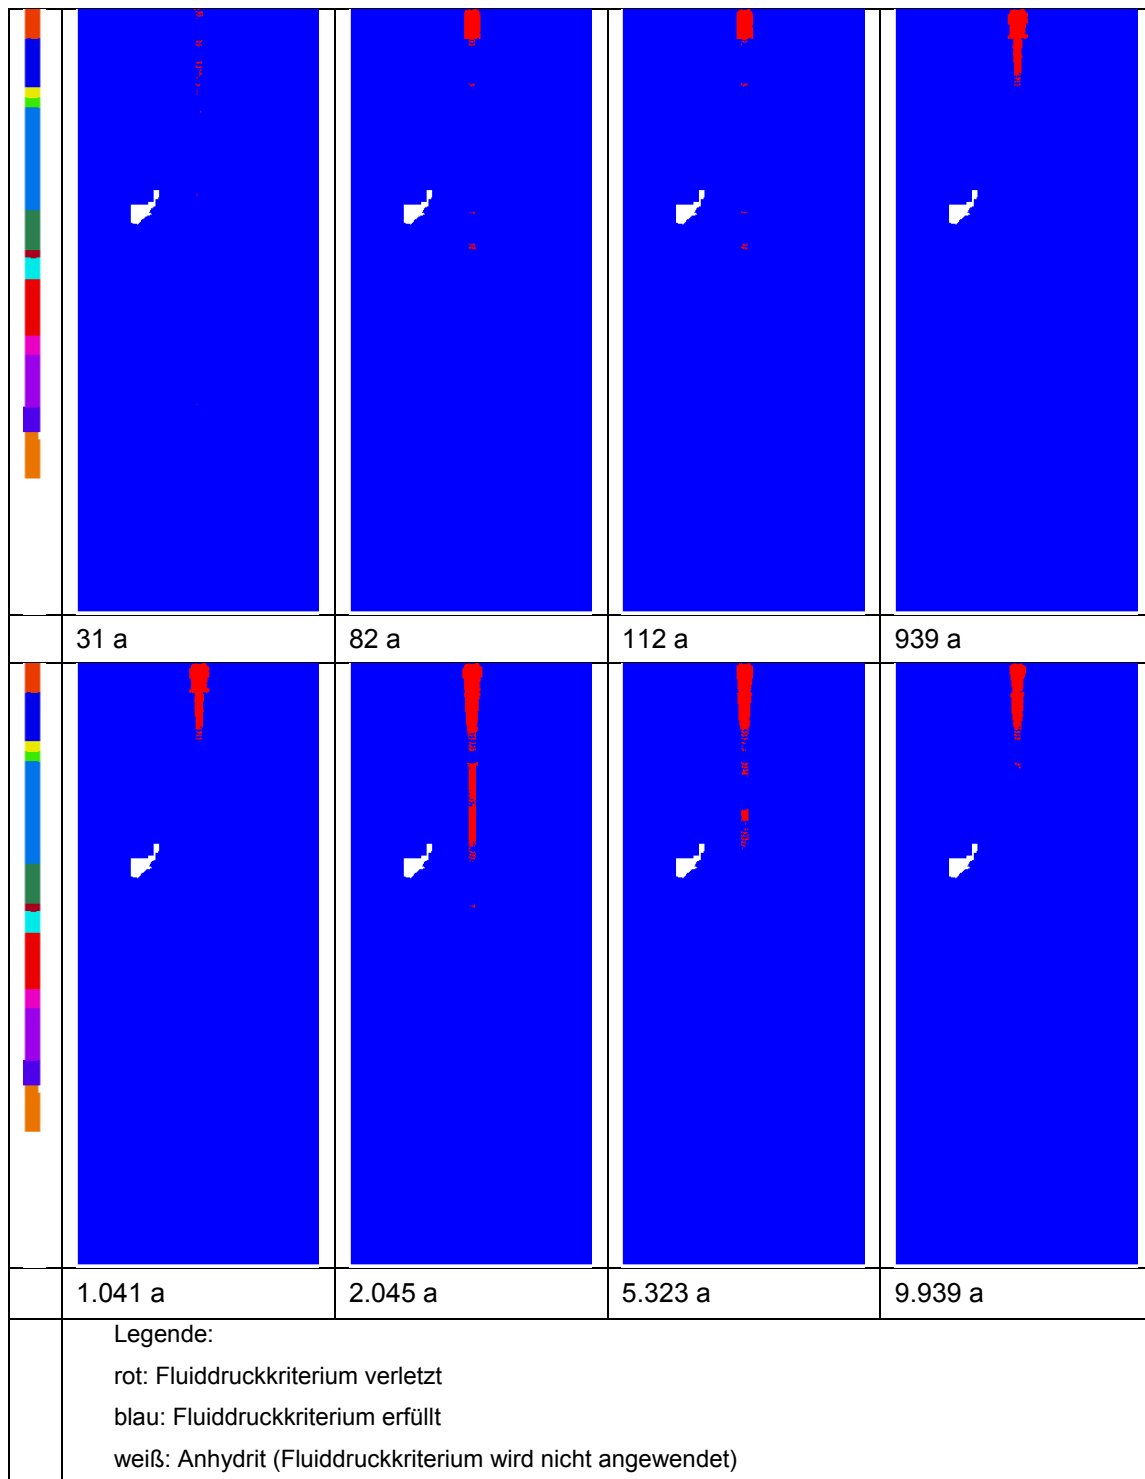 31 a 82 a 112 a 939 a
1.041 a 2.045 a 5.323 a 9.939 a
Legende:
rot: Fluiddruckkriterium verletzt
blau: Fluiddruckkriterium erfüllt
weiß: Anhydrit (Fluiddruckkriterium wird nicht angewendet)